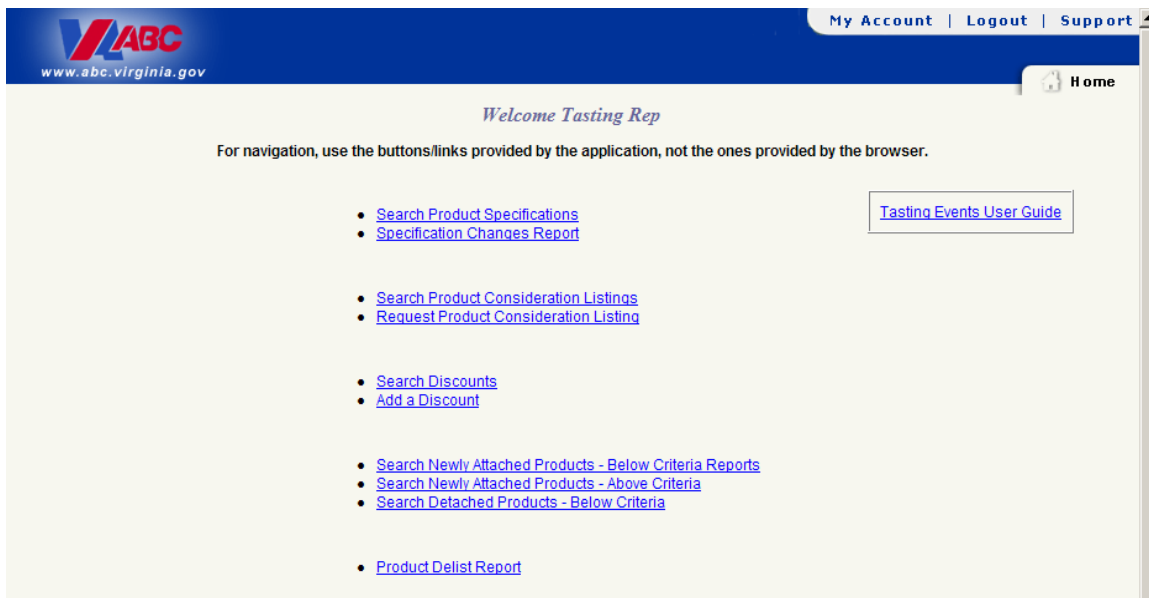 My Account | Logout | Support
VA ABC
www.abc.virginia.gov
Home
Welcome Tasting Rep
For navigation, use the buttons/links provided by the application, not the ones provided by the browser.
Search Product Specifications
Tasting Events User Guide
Specification Changes Report
Search Product Consideration Listings
Request Product Consideration Listing
Search Discounts
Add a Discount
Search Newly Attached Products - Below Criteria Reports
Search Newly Attached Products - Above Criteria
Search Detached Products - Below Criteria
Product Delist Report